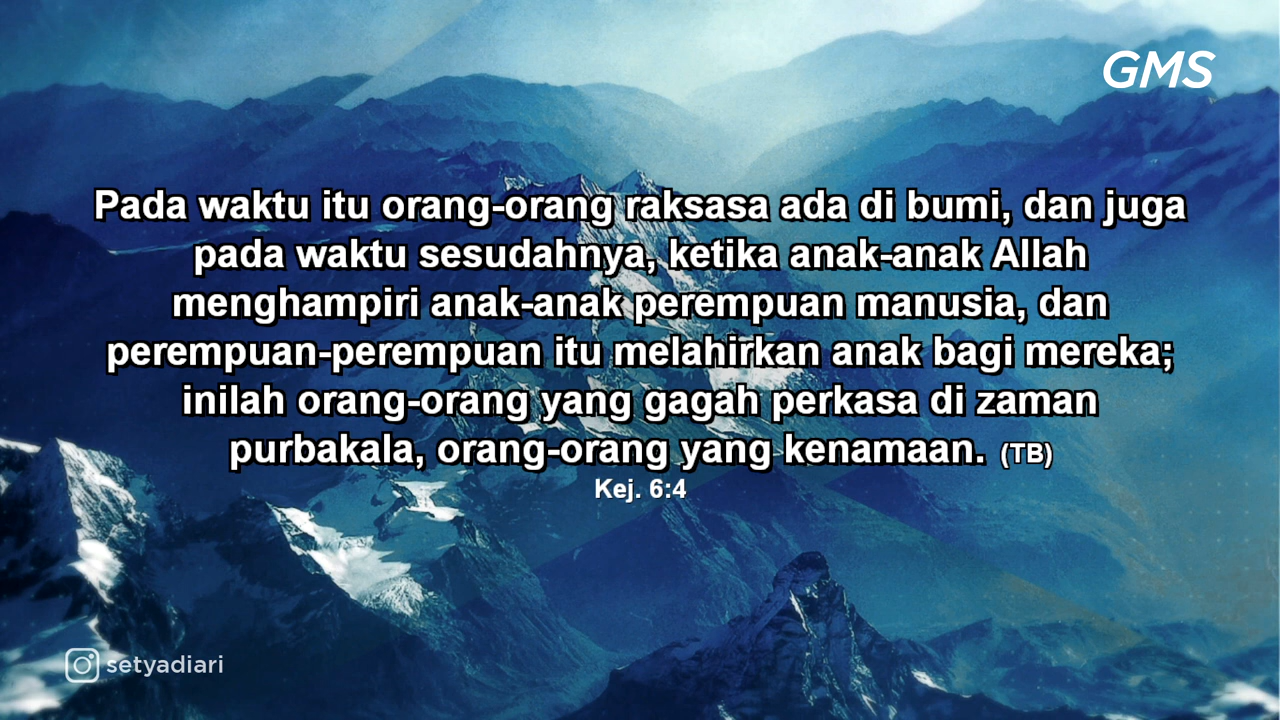 GMS
Pada waktu itu orang-orang raksasa ada di bumi, dan juga
pada waktu sesudahnya, ketika anak-anak Allah
menghampiri anak-anak perempuan manusia, dan
perempuan-perempuan itu melahirkan anak bagi mereka;
inilah orang-orang yang gagah perkasa di zaman
purbakala, orang-orang yang kenamaan. (TB)
Kej. 6:4
setyadiari